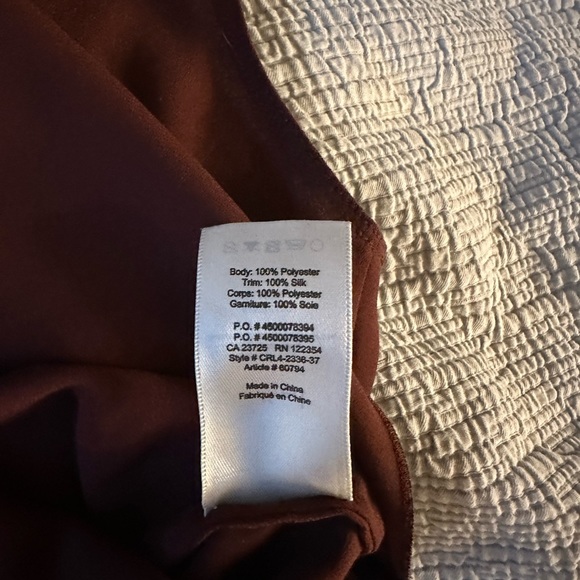 Body: 100% Polyester
Trim: 100% Silk
Corps: 100% Polyester
Garniture: 100% Soie
P.O. # 4500078394
P.O. # 4500078395
CA 23725 RN 122354
Style # CRL4-2336-37
Article # 60794
Made in China
Fabriqué en Chine